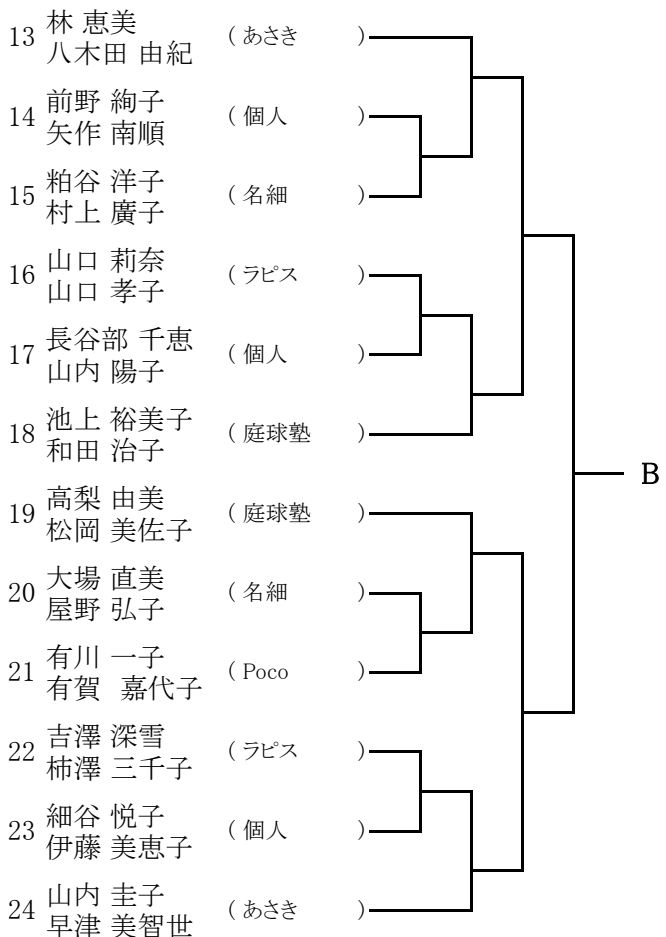 林 恵美
13 (あさき )
八木田 由紀
前野 絢子
14 (個人 )
矢作 南順
粕谷 洋子
15 (名細 )
村上 廣子
山口 莉奈
16 (ラピス )
山口 孝子
長谷部 千恵
17 (個人 )
山内 陽子
池上 裕美子
18 (庭球塾 )
和田 治子
B
高梨 由美
19 (庭球塾 )
松岡 美佐子
大場 直美
20 (名細 )
屋野 弘子
有川 一子
21 (Poco )
有賀 嘉代子
吉澤 深雪
22 (ラピス )
柿澤 三千子
細谷 悦子
23 (個人 )
伊藤 美恵子
山内 圭子
24 (あさき )
早津 美智世